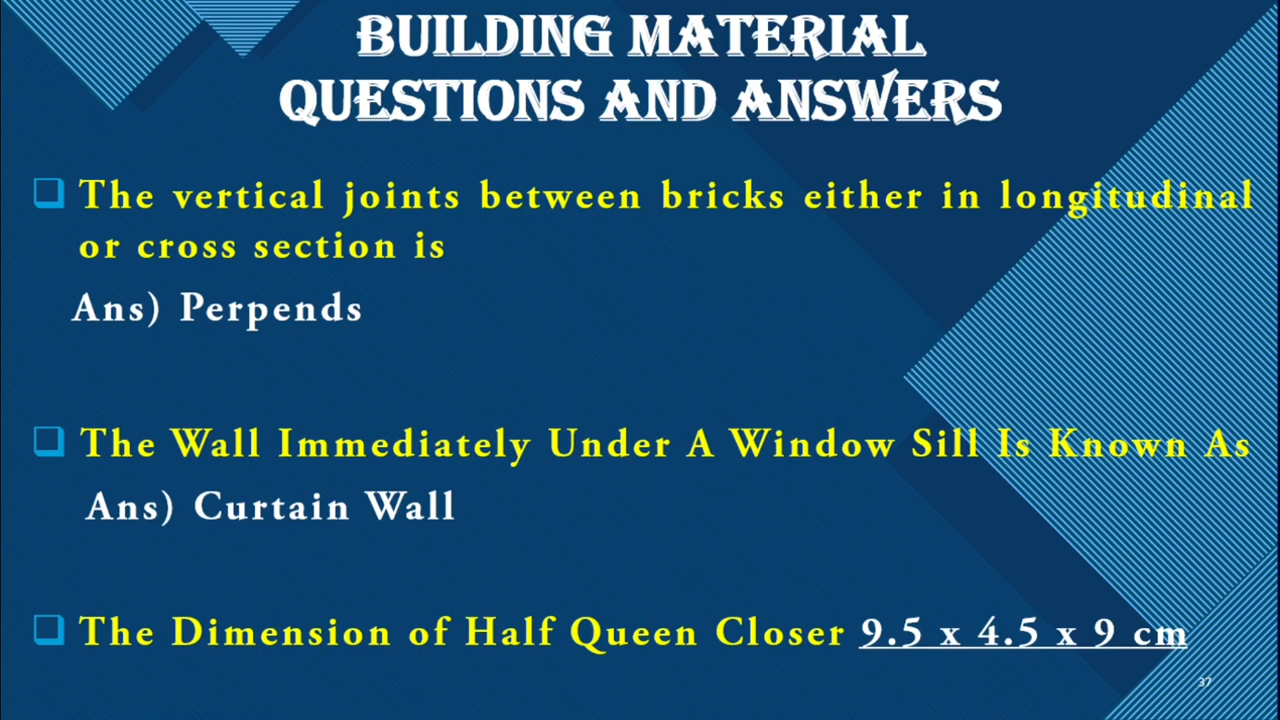 BUILDING MATERIAL
QUESTIONS AND ANSWERS
The vertical joints between bricks either in longitudinal
or cross section is
Ans) Perpends
The Wall Immediately Under A Window Sill Is Known As
Ans) Curtain Wall
The Dimension of Half Queen Closer 9.5 x 4.5 x 9 cm
37